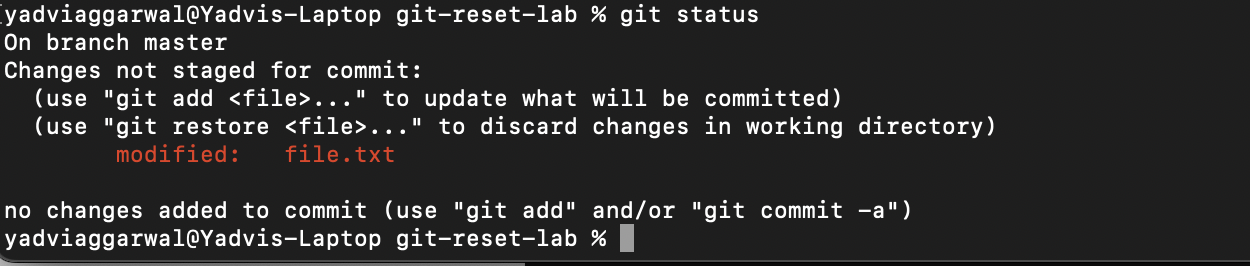 yadviaggarwal@Yadvis-Laptop git-reset-lab % git status
On branch master
Changes not staged for commit:
  (use "git add <file>..." to update what will be committed)
  (use "git restore <file>..." to discard changes in working directory)
        modified:   file.txt

no changes added to commit (use "git add" and/or "git commit -a")
yadviaggarwal@Yadvis-Laptop git-reset-lab %